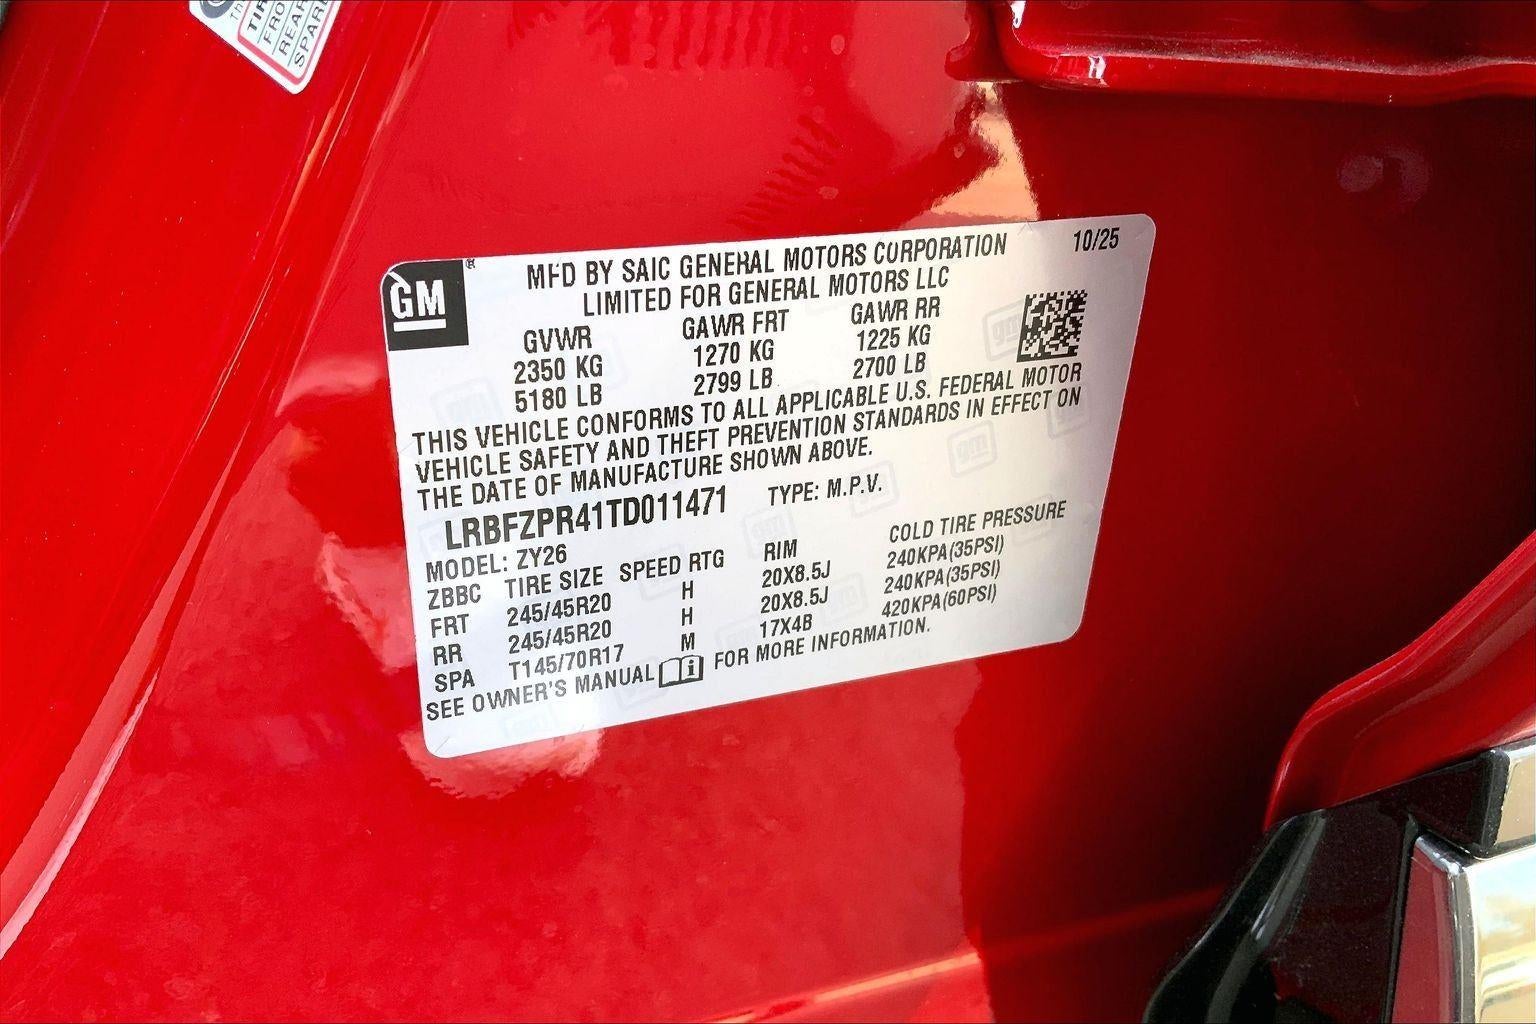 TIR
FRO
REAR
SPARE
GM
®
10/25
MFD BY SAIC GENERAL MOTORS CORPORATION
LIMITED FOR GENERAL MOTORS LLC
GVWR GAWR FRT GAWR RR
2350 KG 1270 KG 1225 KG
5180 LB 2799 LB 2700 LB
THIS VEHICLE CONFORMS TO ALL APPLICABLE U.S. FEDERAL MOTOR
VEHICLE SAFETY AND THEFT PREVENTION STANDARDS IN EFFECT ON
THE DATE OF MANUFACTURE SHOWN ABOVE.
LRBFZPR41TD011471 TYPE: M.P.V.
MODEL: ZY26
ZBBC TIRE SIZE SPEED RTG RIM COLD TIRE PRESSURE
FRT 245/45R20 H 20X8.5J 240KPA(35PSI)
RR 245/45R20 H 20X8.5J 240KPA(35PSI)
SPA T145/70R17 M 17X4B 420KPA(60PSI)
SEE OWNER'S MANUAL FOR MORE INFORMATION.